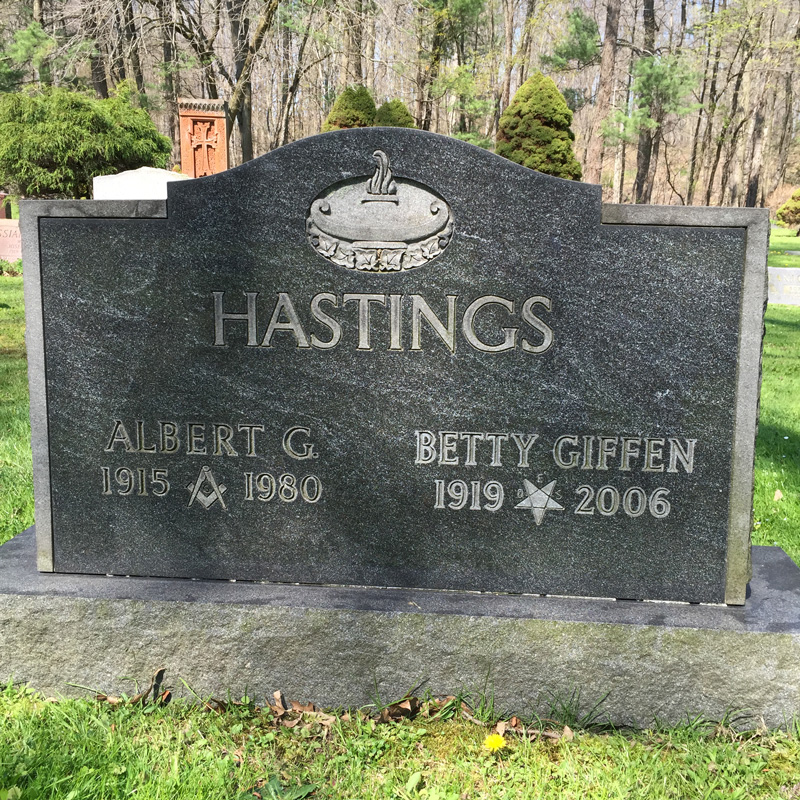 HASTINGS
ALBERT G.
1915 1980
BETTY GIFFEN
1919 2006